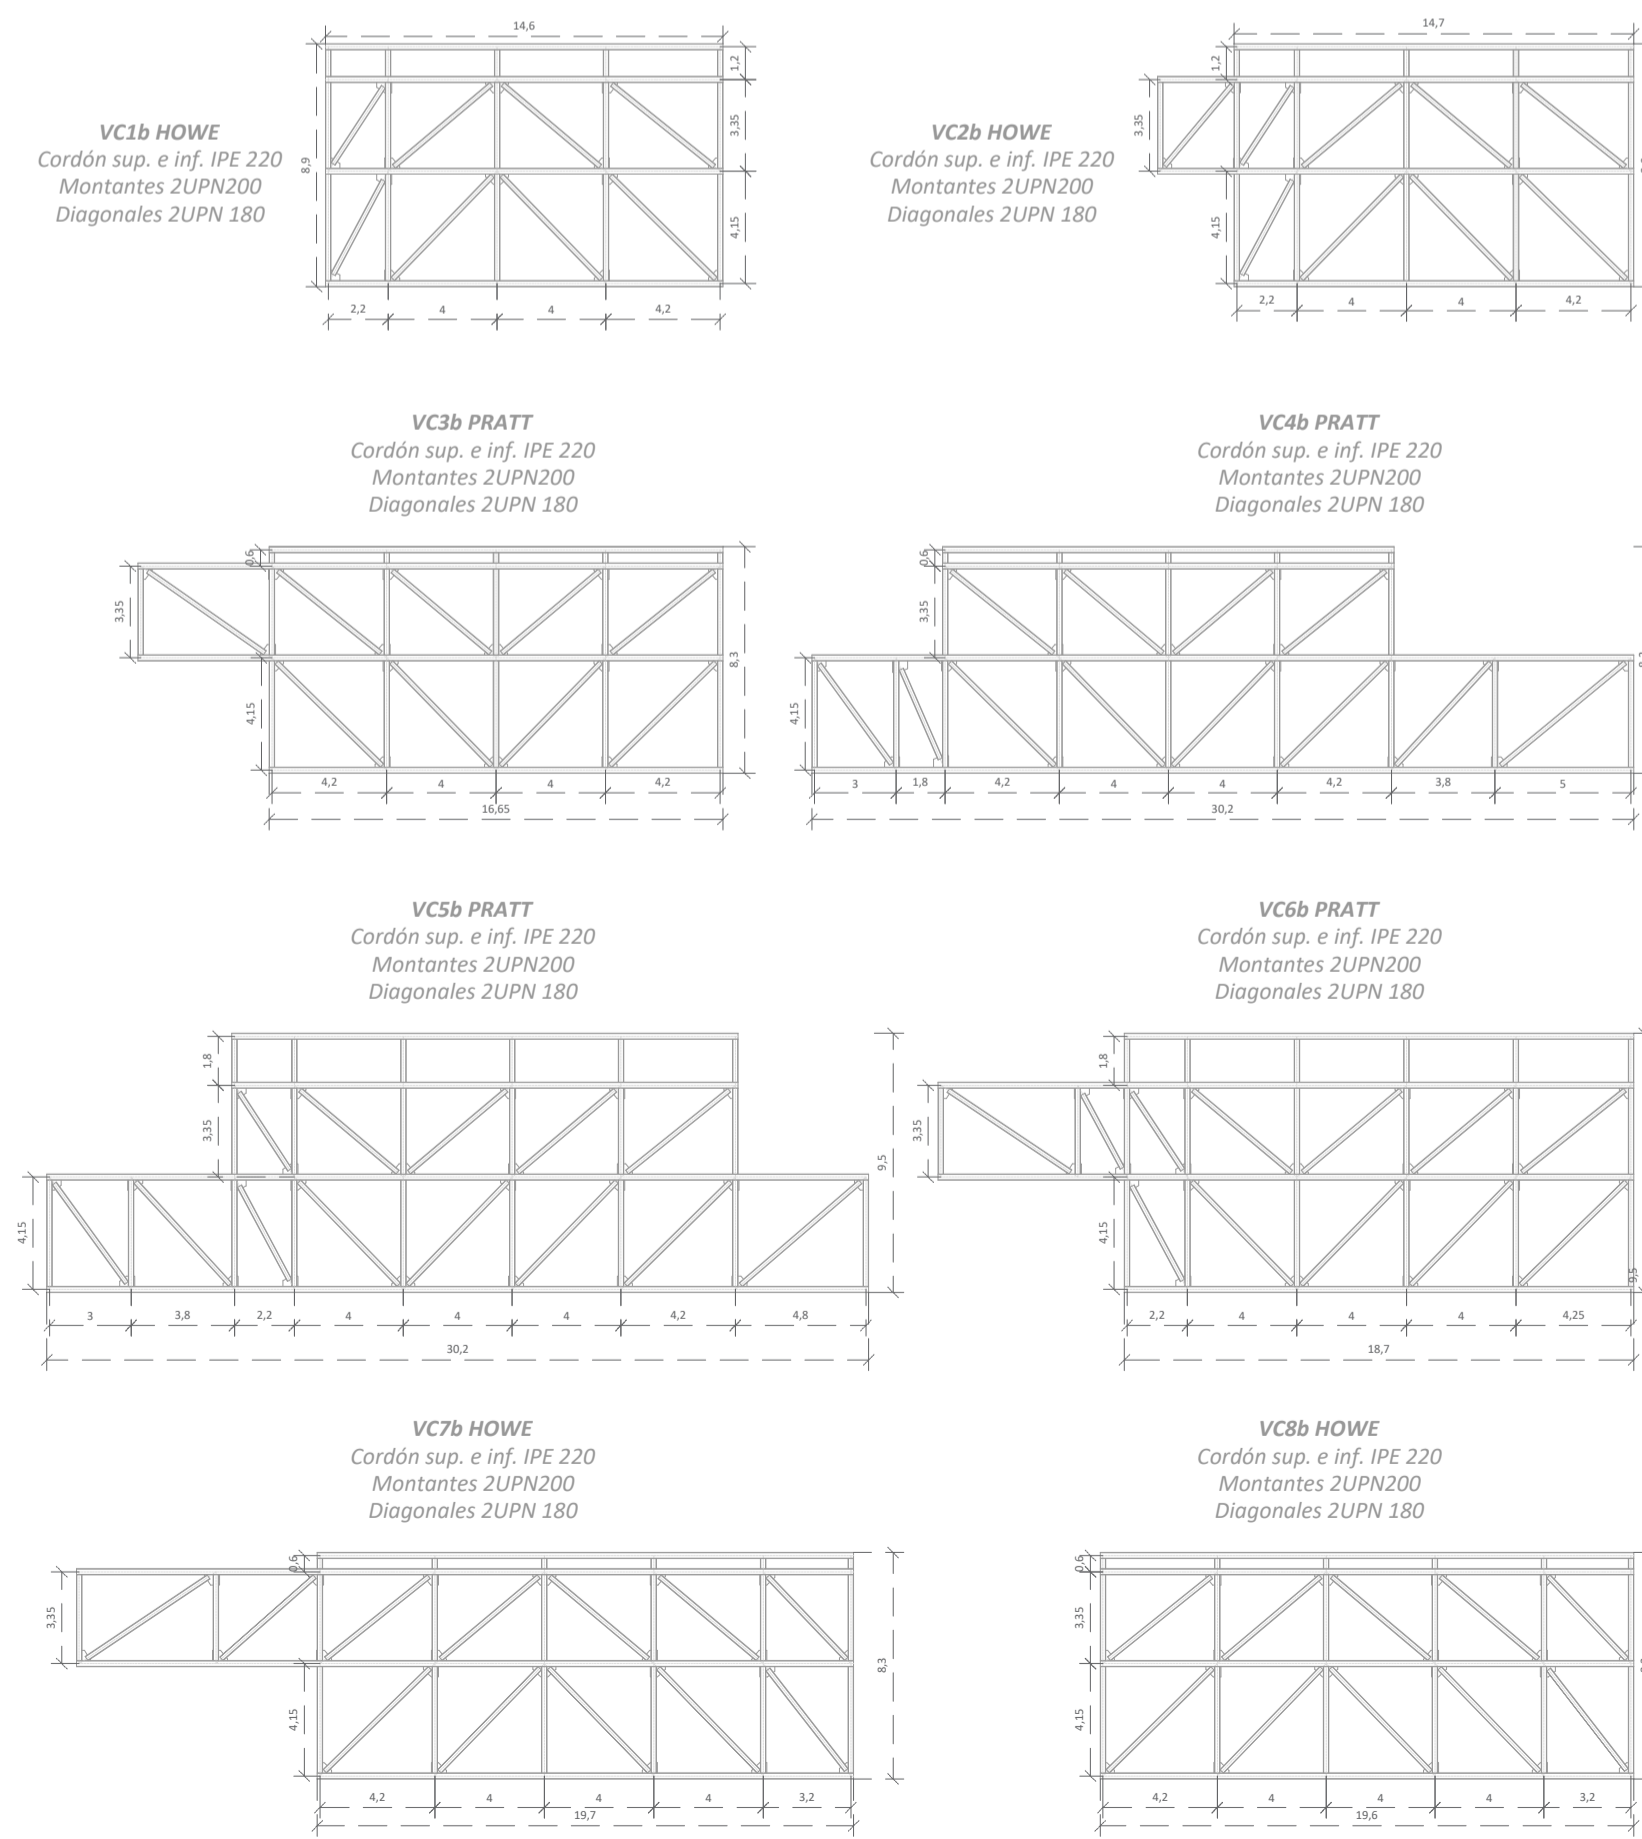 14,6
1,2
3,35
4,15
8,9
VC1b HOWE
Cordón sup. e inf. IPE 220
Montantes 2UPN200
Diagonales 2UPN 180
2,2
4
4
4,2
14,7
1,2
3,35
4,15
VC2b HOWE
Cordón sup. e inf. IPE 220
Montantes 2UPN200
Diagonales 2UPN 180
2,2
4
4
4,2
VC3b PRATT
Cordón sup. e inf. IPE 220
Montantes 2UPN200
Diagonales 2UPN 180
0,6
3,35
4,15
8,3
4,2
4
4
4,2
16,65
VC4b PRATT
Cordón sup. e inf. IPE 220
Montantes 2UPN200
Diagonales 2UPN 180
0,6
3,35
4,15
3
1,8
4,2
4
4
4,2
3,8
5
30,2
VC5b PRATT
Cordón sup. e inf. IPE 220
Montantes 2UPN200
Diagonales 2UPN 180
1,8
3,35
4,15
9,5
3
3,8
2,2
4
4
4
4,2
4,8
30,2
VC6b PRATT
Cordón sup. e inf. IPE 220
Montantes 2UPN200
Diagonales 2UPN 180
1,8
3,35
4,15
9,5
2,2
4
4
4
4,25
18,7
VC7b HOWE
Cordón sup. e inf. IPE 220
Montantes 2UPN200
Diagonales 2UPN 180
0,6
3,35
4,15
8,3
4,2
4
4
4
3,2
19,7
VC8b HOWE
Cordón sup. e inf. IPE 220
Montantes 2UPN200
Diagonales 2UPN 180
0,6
3,35
4,15
4,2
4
4
4
3,2
19,6